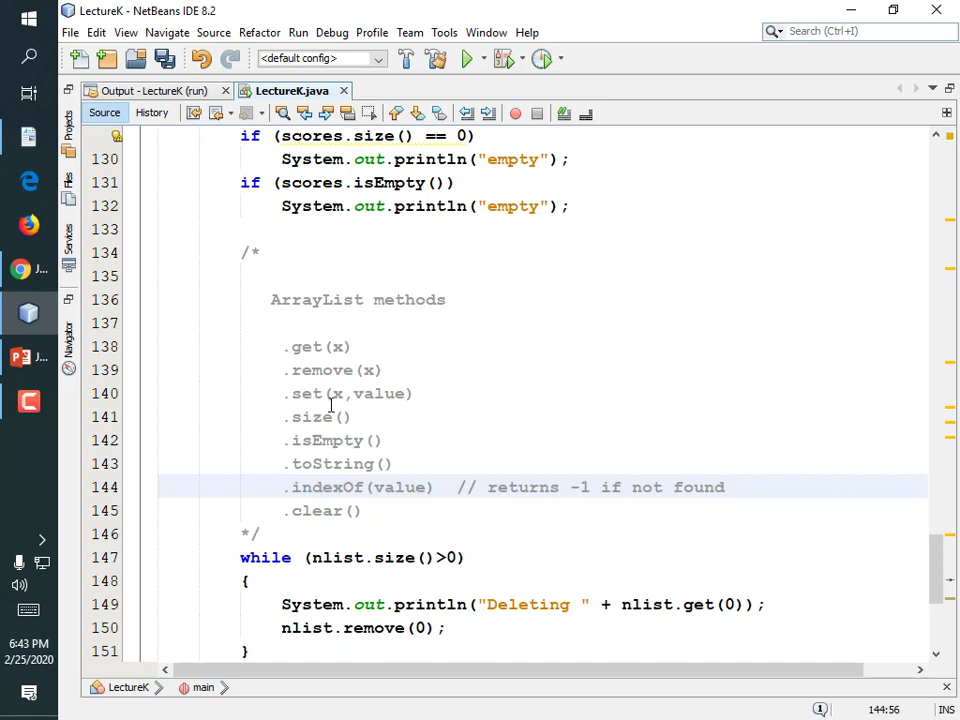 LectureK - NetBeans IDE 8.2
File Edit View Navigate Source Refactor Run Debug Profile Team Tools Window Help
Search (Ctrl+I)
<default config>
Output - LectureK (run) LectureK.java
Source History
Projects
Files
Services
Navigator
if (scores.size() == 0)
130 System.out.println("empty");
131 if (scores.isEmpty())
132 System.out.println("empty");
133
134 /*
135
136 ArrayList methods
137
138 .get(x)
139 .remove(x)
140 .set(x,value)
141 .size()
142 .isEmpty()
143 .toString()
144 .indexOf(value) // returns -1 if not found
145 .clear()
146 */
147 while (nlist.size()>0)
148 {
149 System.out.println("Deleting " + nlist.get(0));
150 nlist.remove(0);
151 }
J...
J...
6:43 PM
2/25/2020
LectureK main
1
144:56 INS